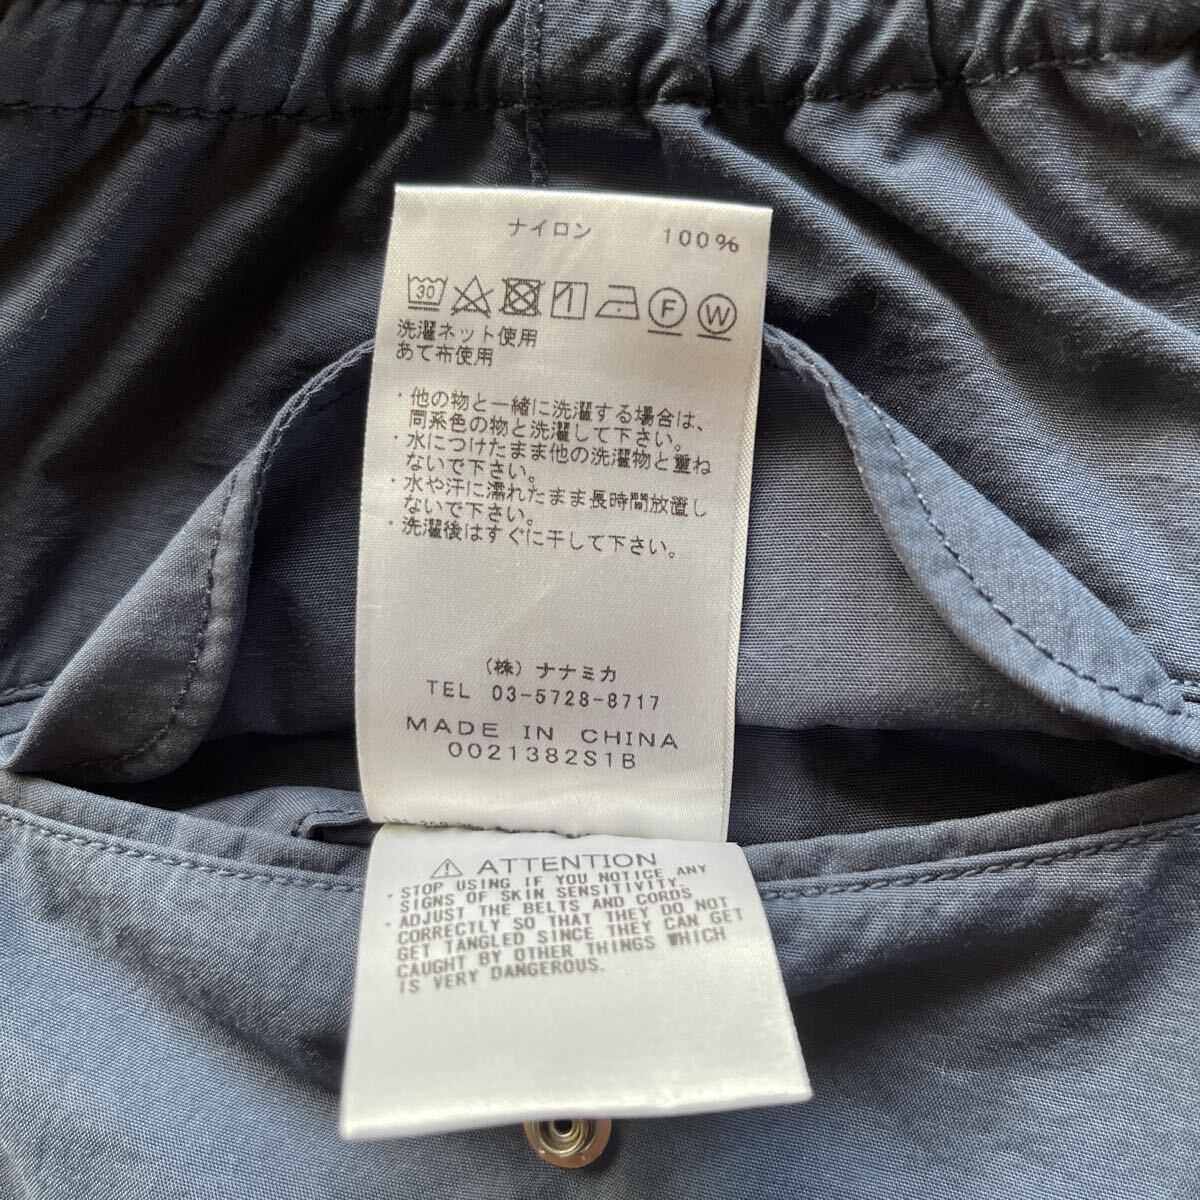 ナイロン 100%
30 F W
洗濯ネット使用
あて布使用
・他の物と一緒に洗濯する場合は、
同系色の物と洗濯して下さい。
・水につけたまま他の洗濯物と重ね
ないで下さい。
・水や汗に濡れたまま長時間放置し
ないで下さい。
・洗濯後はすぐに干して下さい。
(株) ナナミカ
TEL 03-5728-8717
MADE IN CHINA
0021382S1B
ATTENTION
・STOP USING IF YOU NOTICE ANY
SIGNS OF SKIN SENSITIVITY.
・ADJUST THE BELTS AND CORDS
CORRECTLY SO THAT THEY DO NOT
GET TANGLED SINCE THEY CAN GET
CAUGHT BY OTHER THINGS WHICH
IS VERY DANGEROUS.